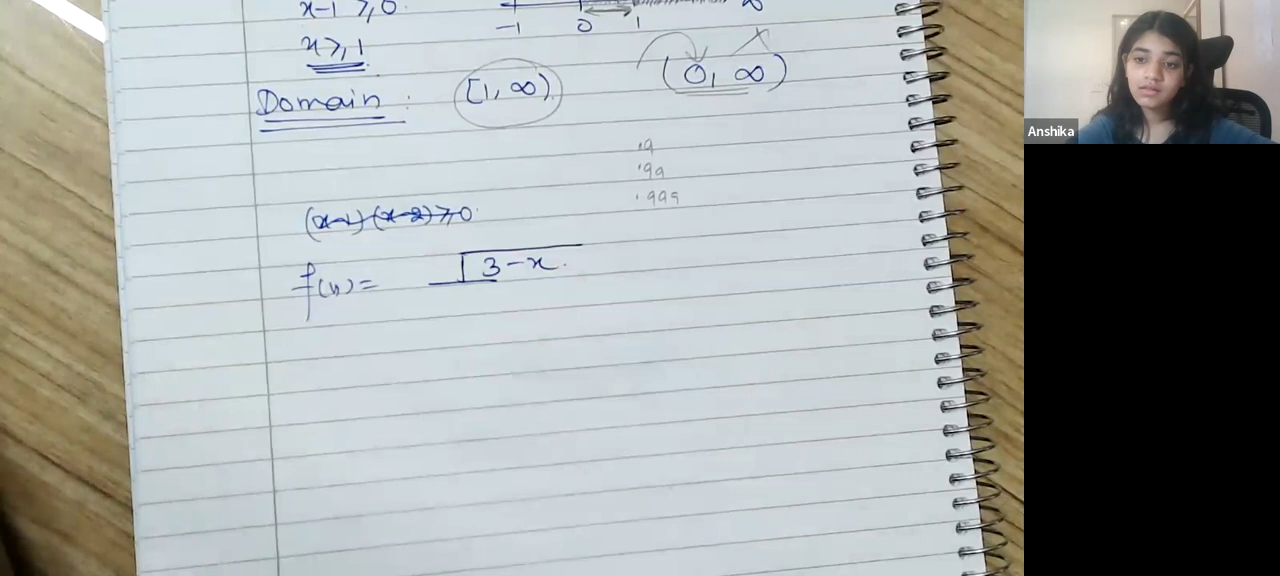 x-1 ≥ 0.
-1 0 1 ∞
x ≥ 1
Domain : [1, ∞) (0, ∞)
.9
.99
.999
(x-1)(x-2) ≥ 0
f(x) = √3-x.
Anshika